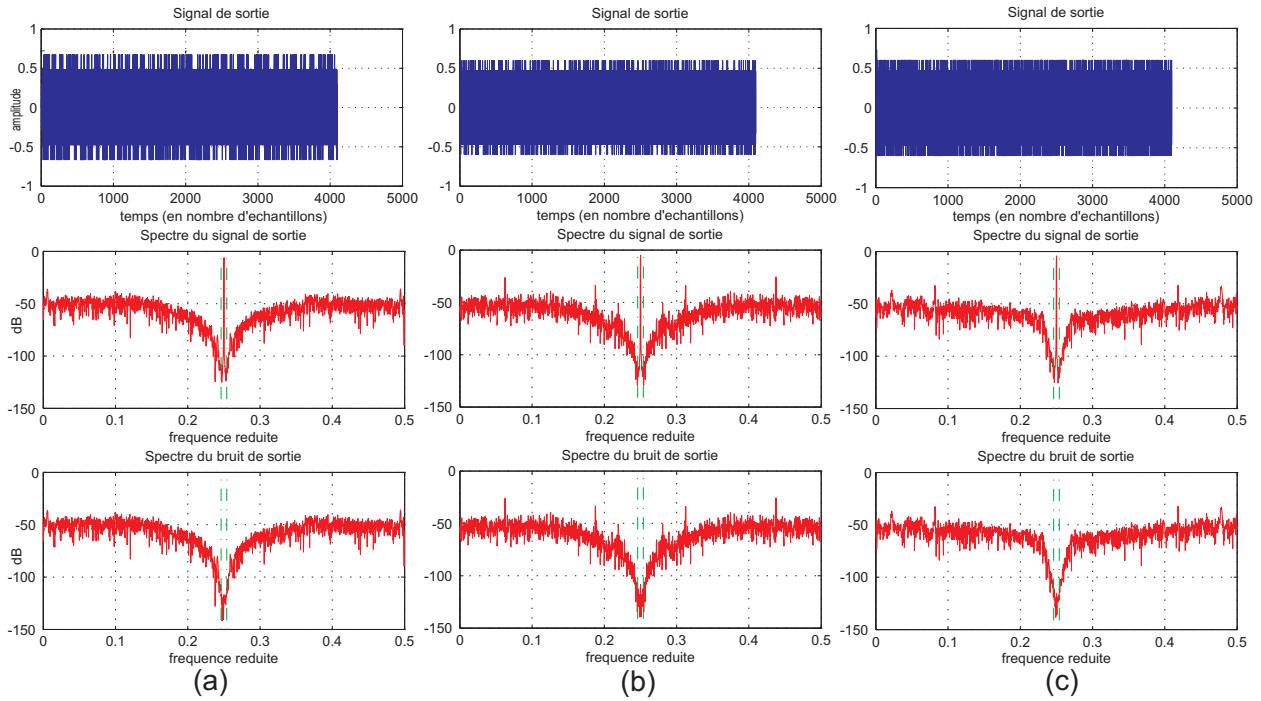 Signal de sortie
1
0.5
0
-0.5
-1
amplitude
0 1000 2000 3000 4000 5000
temps (en nombre d'echantillons)
Spectre du signal de sortie
0
-50
-100
-150
dB
0 0.1 0.2 0.3 0.4 0.5
frequence reduite
Spectre du bruit de sortie
0
-50
-100
-150
dB
0 0.1 0.2 0.3 0.4 0.5
frequence reduite
(a)
Signal de sortie
1
0.5
0
-0.5
-1
0 1000 2000 3000 4000 5000
temps (en nombre d'echantillons)
Spectre du signal de sortie
0
-50
-100
-150
0 0.1 0.2 0.3 0.4 0.5
frequence reduite
Spectre du bruit de sortie
0
-50
-100
-150
0 0.1 0.2 0.3 0.4 0.5
frequence reduite
(b)
Signal de sortie
1
0.5
0
-0.5
-1
0 1000 2000 3000 4000 5000
temps (en nombre d'echantillons)
Spectre du signal de sortie
0
-50
-100
-150
0 0.1 0.2 0.3 0.4 0.5
frequence reduite
Spectre du bruit de sortie
0
-50
-100
-150
0 0.1 0.2 0.3 0.4 0.5
frequence reduite
(c)